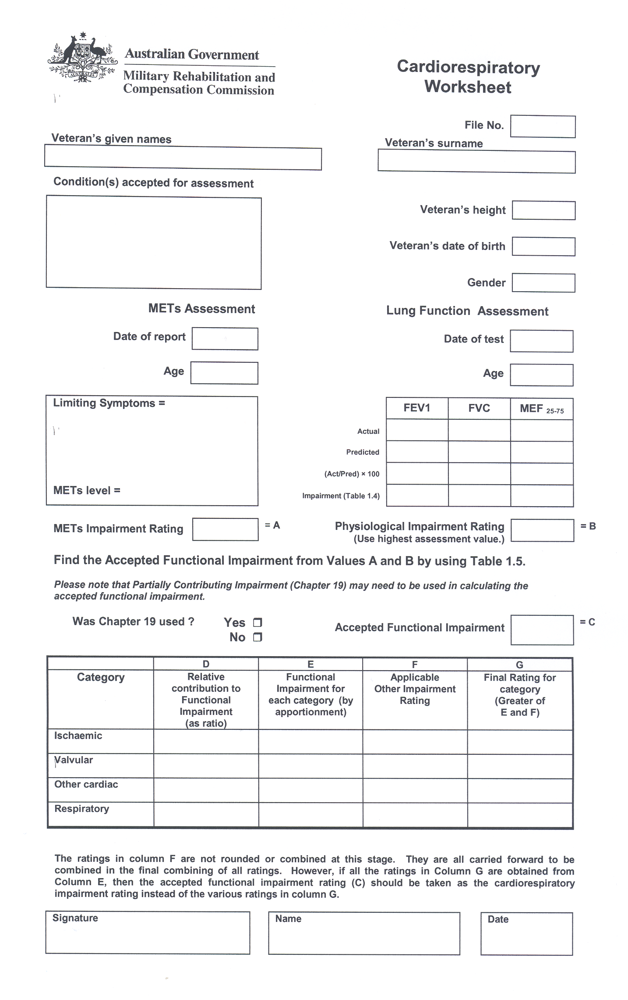 Australian Government
Military Rehabilitation and
Compensation Commission
AUSTRALIA
Cardiorespiratory
Worksheet
File No.
Veteran's given names
Veteran's surname
Condition(s) accepted for assessment
Veteran's height
Veteran's date of birth
Gender
METs Assessment
Lung Function Assessment
Date of report
Date of test
Age
Age
Limiting Symptoms =
METs level =
FEV1 FVC MEF 25-75
Actual
Predicted
(Act/Pred) × 100
Impairment (Table 1.4)
METs Impairment Rating = A
Physiological Impairment Rating = B
(Use highest assessment value.)
Find the Accepted Functional Impairment from Values A and B by using Table 1.5.
Please note that Partially Contributing Impairment (Chapter 19) may need to be used in calculating the
accepted functional impairment.
Was Chapter 19 used ? Yes
No
Accepted Functional Impairment = C
D E F G
Category
Relative
contribution to
Functional
Impairment
(as ratio)
Functional
Impairment for
each category (by
apportionment)
Applicable
Other Impairment
Rating
Final Rating for
category
(Greater of
E and F)
Ischaemic
Valvular
Other cardiac
Respiratory
The ratings in column F are not rounded or combined at this stage. They are all carried forward to be
combined in the final combining of all ratings. However, if all the ratings in Column G are obtained from
Column E, then the accepted functional impairment rating (C) should be taken as the cardiorespiratory
impairment rating instead of the various ratings in column G.
Signature
Name
Date